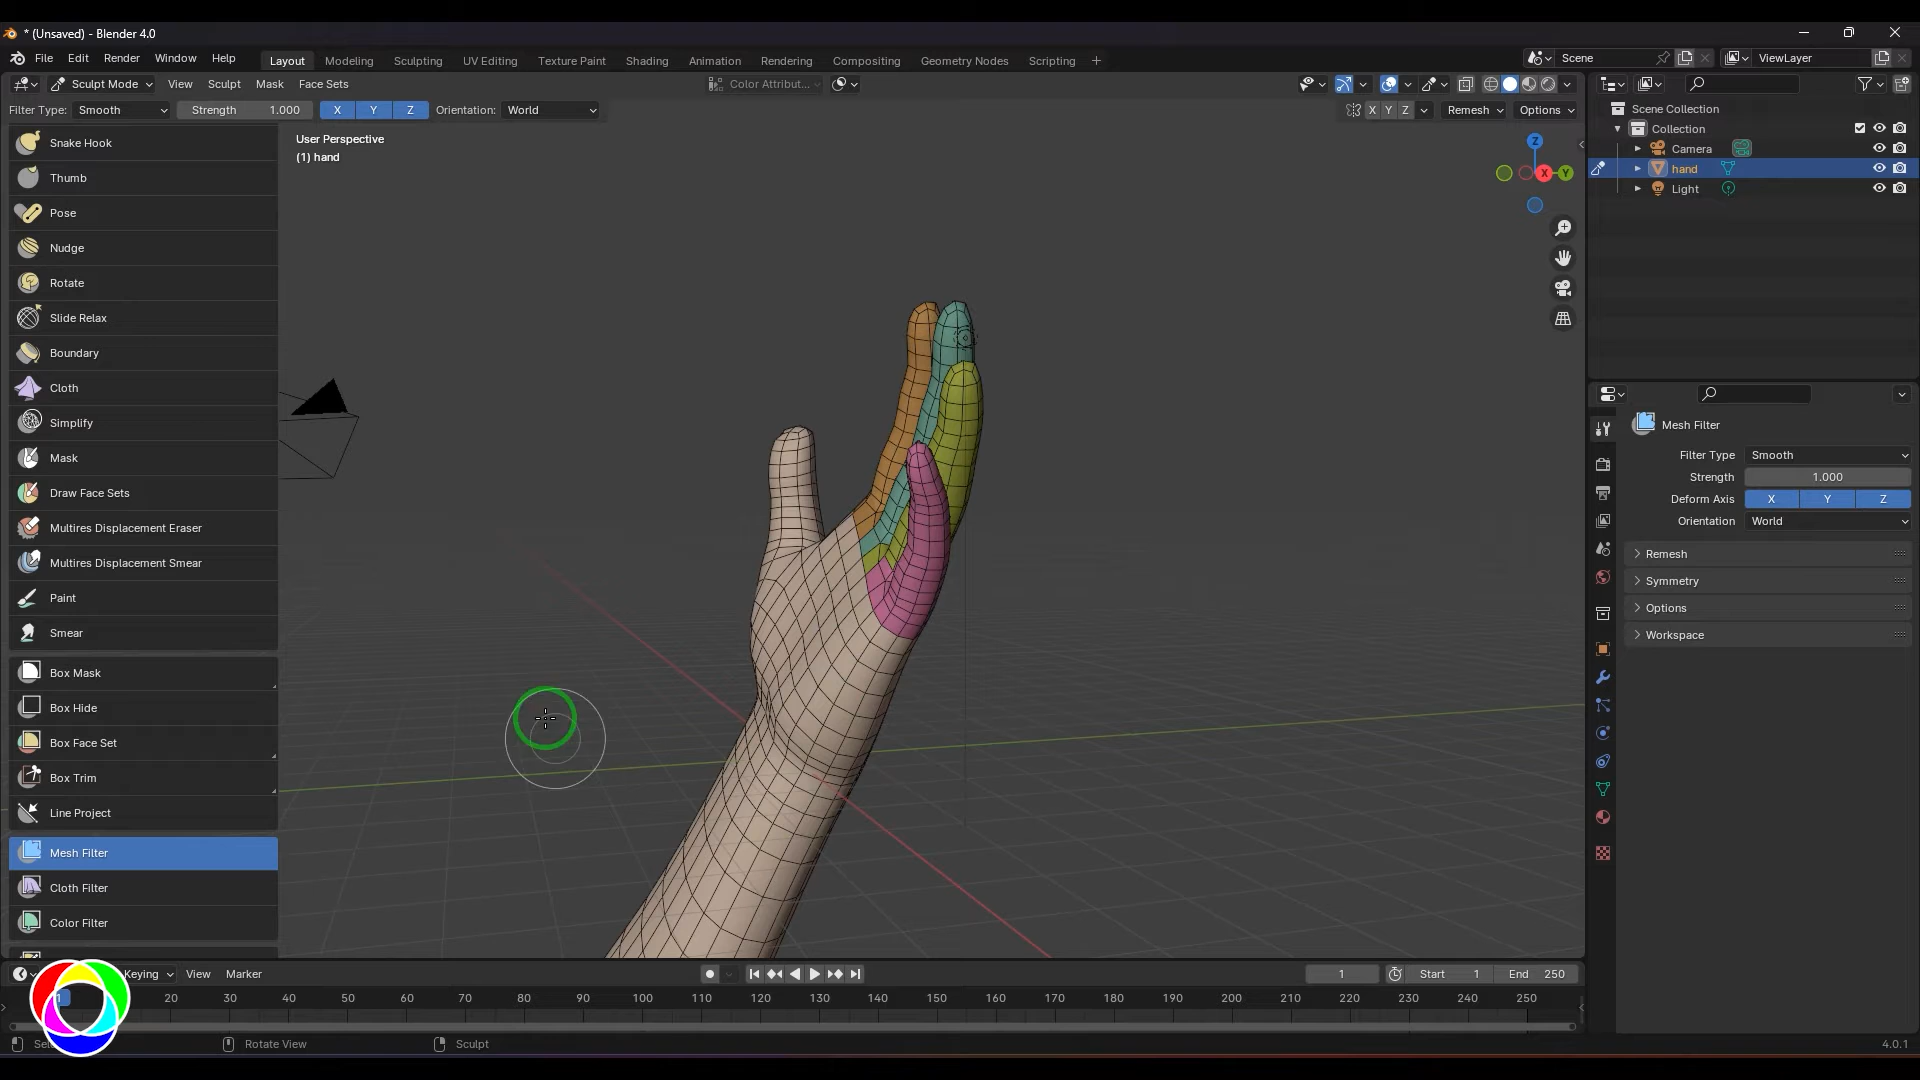 * (Unsaved) - Blender 4.0
File Edit Render Window Help Layout Modeling Sculpting UV Editing Texture Paint Shading Animation Rendering Compositing Geometry Nodes Scripting + Scene ViewLayer
Sculpt Mode View Sculpt Mask Face Sets Color Attribut...
Filter Type: Smooth Strength 1.000 X Y Z Orientation: World X Y Z Remesh Options
User Perspective
(1) hand
Z
X
Y
Snake Hook
Thumb
Pose
Nudge
Rotate
Slide Relax
Boundary
Cloth
Simplify
Mask
Draw Face Sets
Multires Displacement Eraser
Multires Displacement Smear
Paint
Smear
Box Mask
Box Hide
Box Face Set
Box Trim
Line Project
Mesh Filter
Cloth Filter
Color Filter
Scene Collection
Collection
Camera
hand
Light
Mesh Filter
Filter Type Smooth
Strength 1.000
Deform Axis X Y Z
Orientation World
Remesh
Symmetry
Options
Workspace
Keying View Marker 1 Start 1 End 250
1 20 30 40 50 60 70 80 90 100 110 120 130 140 150 160 170 180 190 200 210 220 230 240 250
Rotate View Sculpt 4.0.1